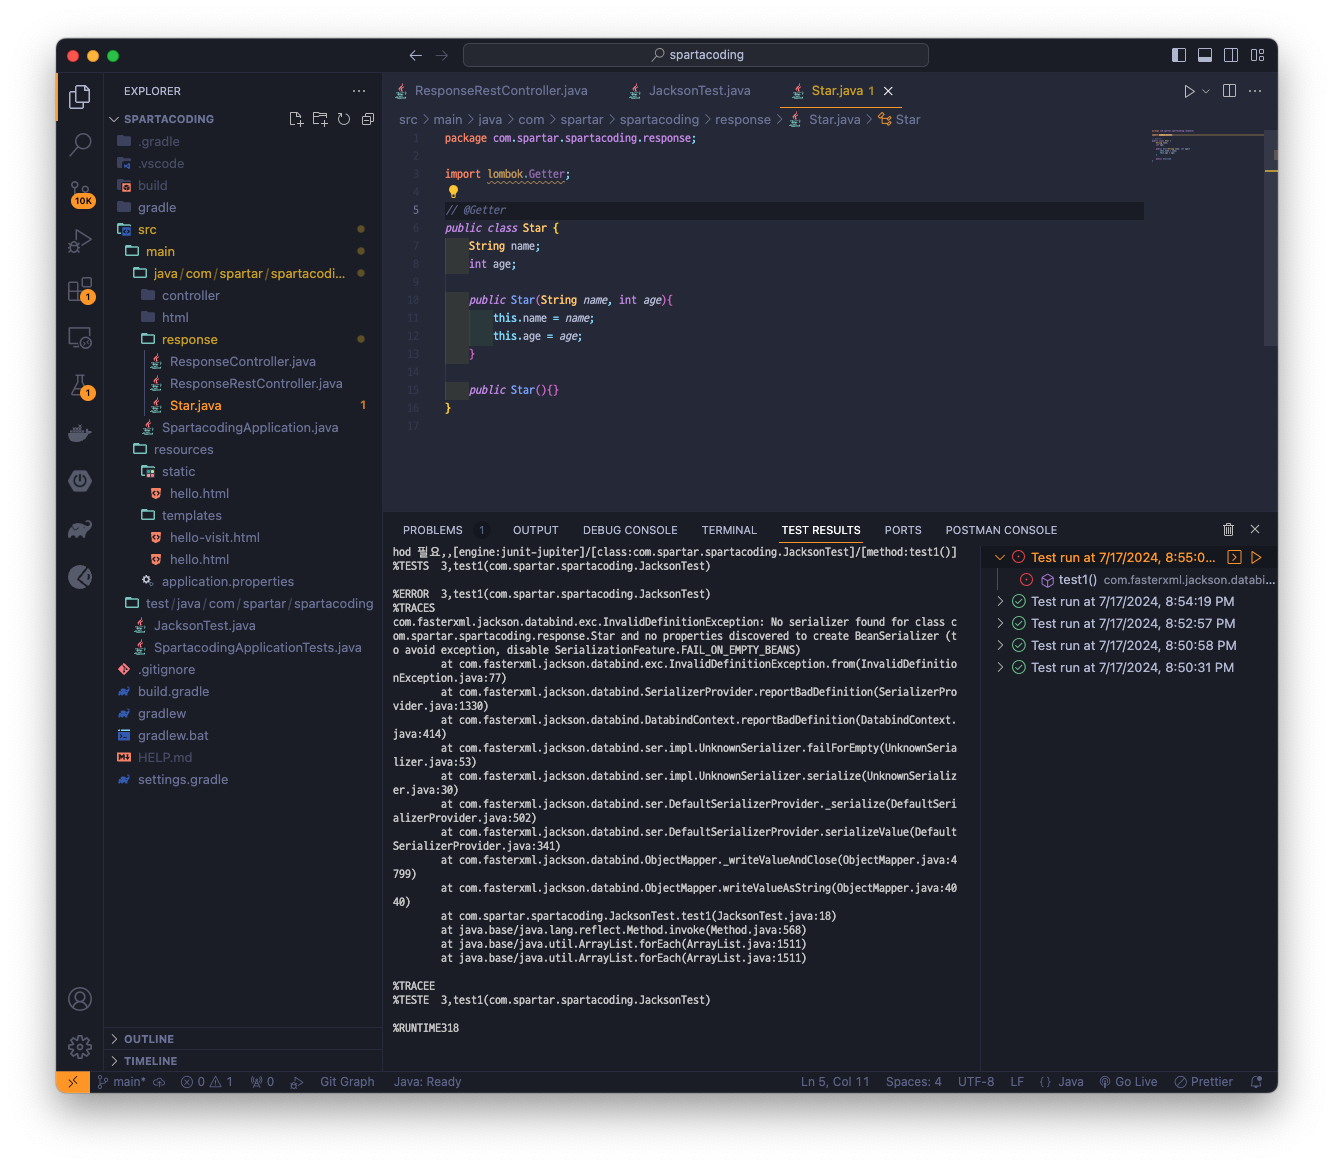 spartacoding
EXPLORER
SPARTACODING
.gradle
.vscode
build
gradle
src
main
java/com/spartar/spartacodi...
controller
html
response
ResponseController.java
ResponseRestController.java
Star.java 1
SpartacodingApplication.java
resources
static
hello.html
templates
hello-visit.html
hello.html
application.properties
test/java/com/spartar/spartacoding
JacksonTest.java
SpartacodingApplicationTests.java
.gitignore
build.gradle
gradlew
gradlew.bat
HELP.md
settings.gradle
OUTLINE
TIMELINE
10K
1
1
ResponseRestController.java JacksonTest.java Star.java 1
src > main > java > com > spartar > spartacoding > response > Star.java > Star
1 package com.spartar.spartacoding.response;
2
3 import lombok.Getter;
4
5 // @Getter
6 public class Star {
7 String name;
8 int age;
9
10 public Star(String name, int age){
11 this.name = name;
12 this.age = age;
13 }
14
15 public Star(){}
16 }
17
PROBLEMS 1 OUTPUT DEBUG CONSOLE TERMINAL TEST RESULTS PORTS POSTMAN CONSOLE
hod 필요,,[engine:junit-jupiter]/[class:com.spartar.spartacoding.JacksonTest]/[method:test1()]
%TESTS 3,test1(com.spartar.spartacoding.JacksonTest)
%ERROR 3,test1(com.spartar.spartacoding.JacksonTest)
%TRACES
com.fasterxml.jackson.databind.exc.InvalidDefinitionException: No serializer found for class c
om.spartar.spartacoding.response.Star and no properties discovered to create BeanSerializer (t
o avoid exception, disable SerializationFeature.FAIL_ON_EMPTY_BEANS)
at com.fasterxml.jackson.databind.exc.InvalidDefinitionException.from(InvalidDefinitio
nException.java:77)
at com.fasterxml.jackson.databind.SerializerProvider.reportBadDefinition(SerializerPro
vider.java:1330)
at com.fasterxml.jackson.databind.DatabindContext.reportBadDefinition(DatabindContext.
java:414)
at com.fasterxml.jackson.databind.ser.impl.UnknownSerializer.failForEmpty(UnknownSeria
lizer.java:53)
at com.fasterxml.jackson.databind.ser.impl.UnknownSerializer.serialize(UnknownSerializ
er.java:30)
at com.fasterxml.jackson.databind.ser.DefaultSerializerProvider._serialize(DefaultSeri
alizerProvider.java:502)
at com.fasterxml.jackson.databind.ser.DefaultSerializerProvider.serializeValue(Default
SerializerProvider.java:341)
at com.fasterxml.jackson.databind.ObjectMapper._writeValueAndClose(ObjectMapper.java:4
799)
at com.fasterxml.jackson.databind.ObjectMapper.writeValueAsString(ObjectMapper.java:40
40)
at com.spartar.spartacoding.JacksonTest.test1(JacksonTest.java:18)
at java.base/java.lang.reflect.Method.invoke(Method.java:568)
at java.base/java.util.ArrayList.forEach(ArrayList.java:1511)
at java.base/java.util.ArrayList.forEach(ArrayList.java:1511)
%TRACEE
%TESTE 3,test1(com.spartar.spartacoding.JacksonTest)
%RUNTIME318
Test run at 7/17/2024, 8:55:0...
test1() com.fasterxml.jackson.databi...
Test run at 7/17/2024, 8:54:19 PM
Test run at 7/17/2024, 8:52:57 PM
Test run at 7/17/2024, 8:50:58 PM
Test run at 7/17/2024, 8:50:31 PM
main* 0 1 0 Git Graph Java: Ready Ln 5, Col 11 Spaces: 4 UTF-8 LF {} Java Go Live Prettier